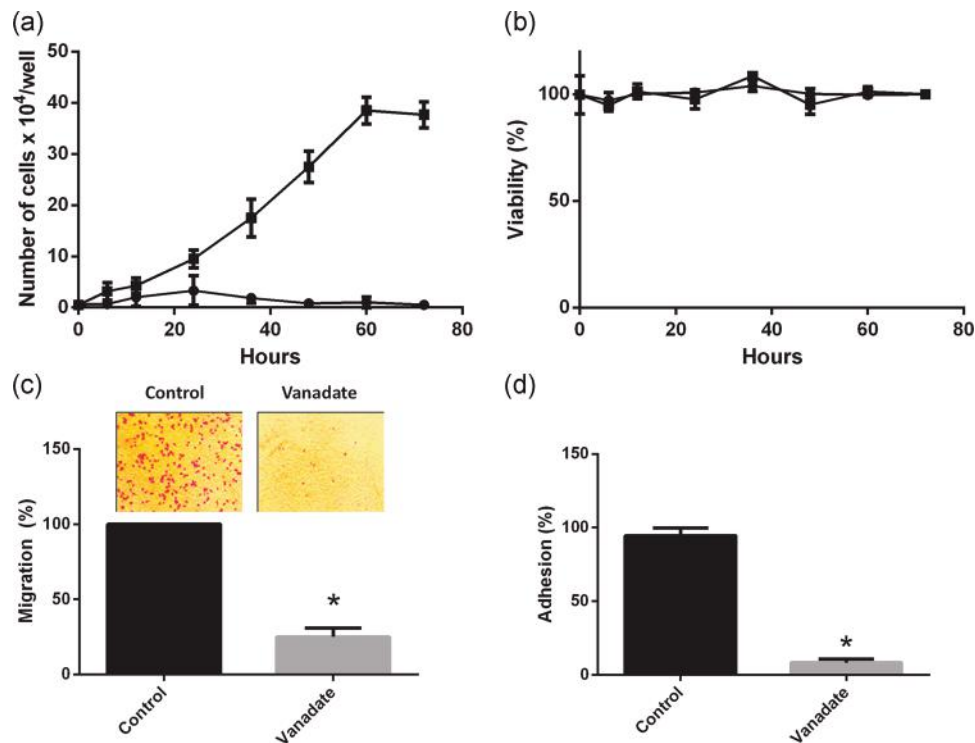 (a)
Number of cells x 10⁴/well
50
40
30
20
10
0
0 20 40 60 80
Hours
(b)
Viability (%)
100
50
0
0 20 40 60 80
Hours
(c)
Control Vanadate
Migration (%)
150
100
50
0
*
Control Vanadate
(d)
Adhesion (%)
150
100
50
0
*
Control Vanadate